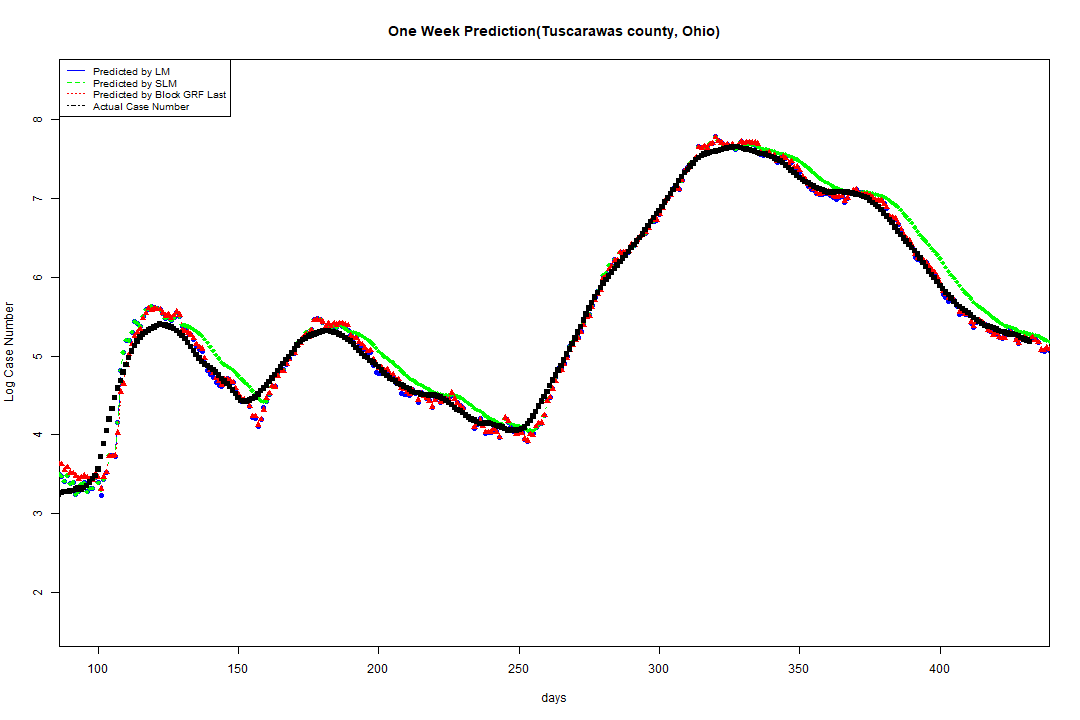 One Week Prediction(Tuscarawas county, Ohio)
Predicted by LM
Predicted by SLM
Predicted by Block GRF Last
Actual Case Number
Log Case Number
8
7
6
5
4
3
2
100 150 200 250 300 350 400
days